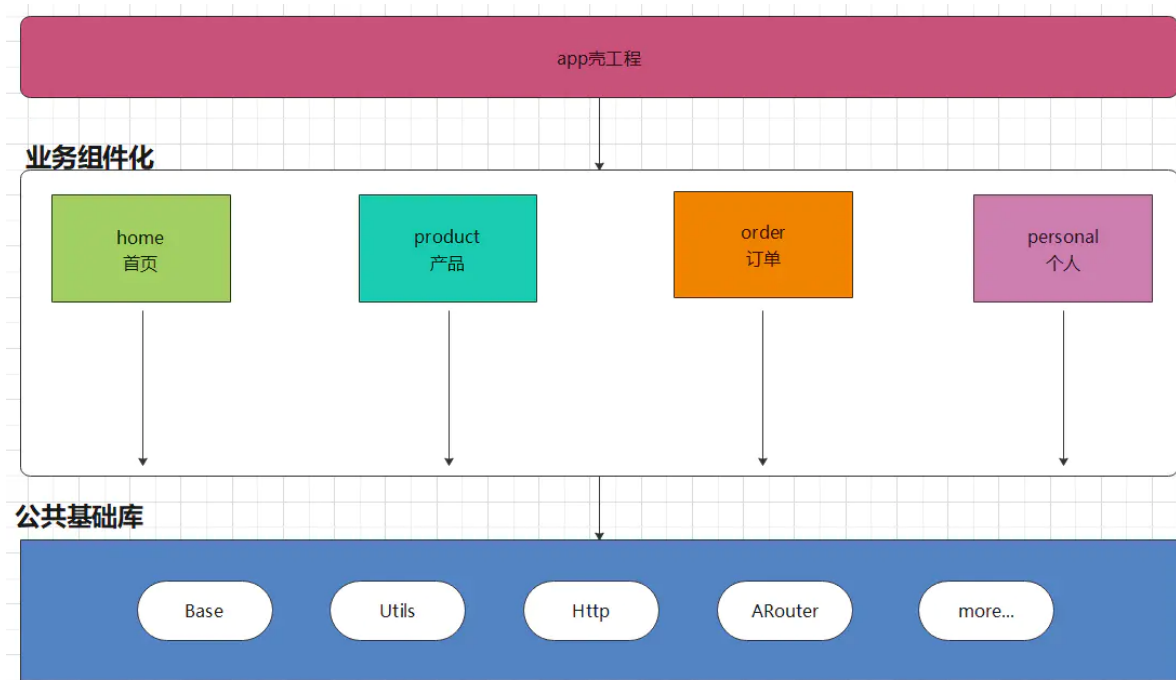 app壳工程
业务组件化
home
首页
product
产品
order
订单
personal
个人
公共基础库
Base
Utils
Http
ARouter
more...